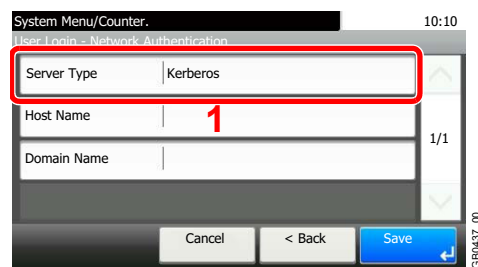 System Menu/Counter. 10:10
User Login - Network Authentication
Server Type Kerberos
Host Name 1
1/1
Domain Name
Cancel < Back Save
GB0437_00